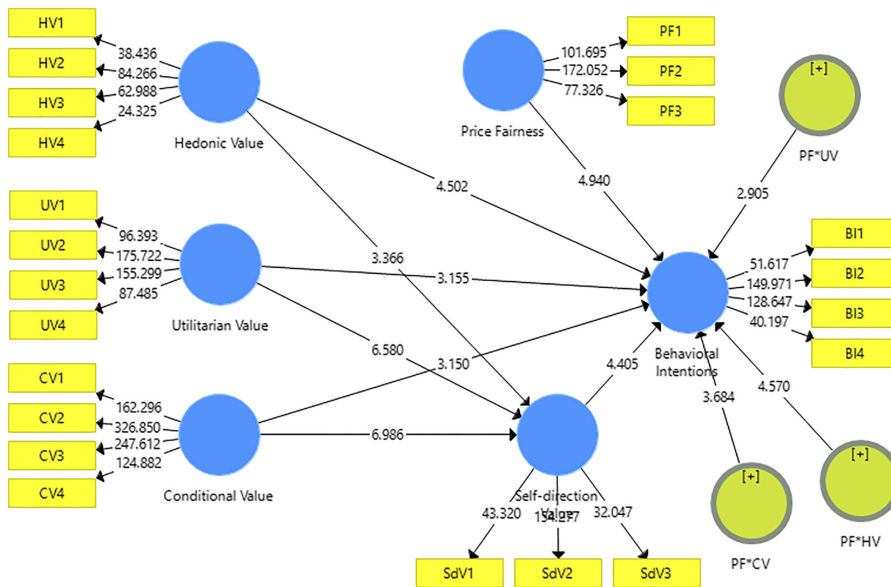 HV1
HV2
HV3
HV4
38.436
84.266
62.988
24.325
Hedonic Value
PF1
PF2
PF3
101.695
172.052
77.326
Price Fairness
[+]
PF*UV
4.502
4.940
2.905
3.366
UV1
UV2
UV3
UV4
96.393
175.722
155.299
87.485
Utilitarian Value
3.155
6.580
3.150
BI1
BI2
BI3
BI4
51.617
149.971
128.647
40.197
Behavioral
Intentions
4.405
3.684
4.570
CV1
CV2
CV3
CV4
162.296
326.850
247.612
124.882
Conditional Value
6.986
Self-direction
Value
43.320
134.277
32.047
SdV1
SdV2
SdV3
[+]
PF*CV
[+]
PF*HV